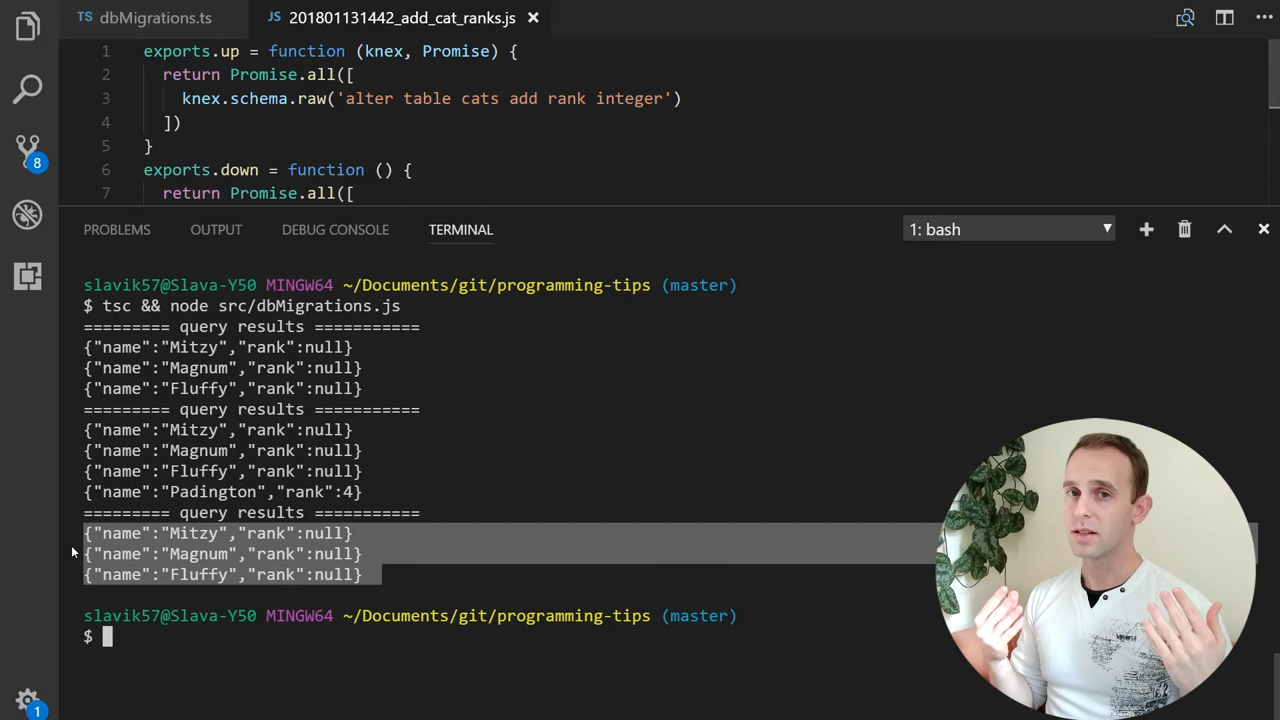 TS dbMigrations.ts
JS 201801131442_add_cat_ranks.js
1 exports.up = function (knex, Promise) {
2 return Promise.all([
3 knex.schema.raw('alter table cats add rank integer')
4 ])
5 }
6 exports.down = function () {
7 return Promise.all([
8
PROBLEMS OUTPUT DEBUG CONSOLE TERMINAL 1: bash
slavik57@Slava-Y50 MINGW64 ~/Documents/git/programming-tips (master)
$ tsc && node src/dbMigrations.js
========= query results ===========
{"name":"Mitzy","rank":null}
{"name":"Magnum","rank":null}
{"name":"Fluffy","rank":null}
========= query results ===========
{"name":"Mitzy","rank":null}
{"name":"Magnum","rank":null}
{"name":"Fluffy","rank":null}
{"name":"Padington","rank":4}
========= query results ===========
{"name":"Mitzy","rank":null}
{"name":"Magnum","rank":null}
{"name":"Fluffy","rank":null}
slavik57@Slava-Y50 MINGW64 ~/Documents/git/programming-tips (master)
$
1